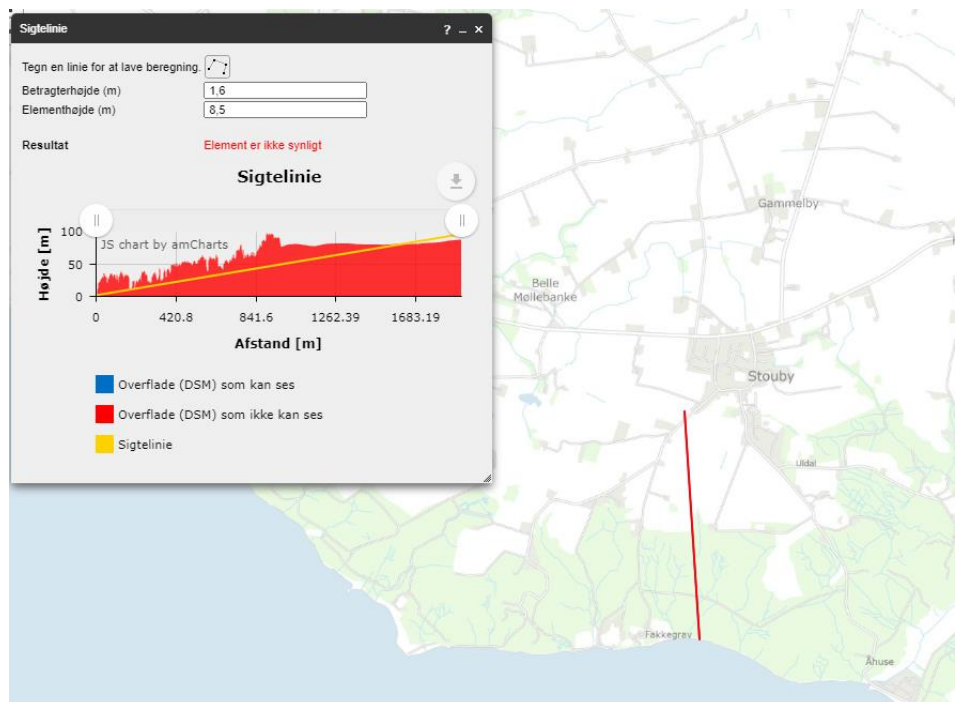 Sigtelinie ? _ ×
Tegn en linie for at lave beregning.
Betragterhøjde (m) 1,6
Elementhøjde (m) 8,5
Resultat Element er ikke synligt
Sigtelinie
JS chart by amCharts
Højde [m]
100
50
0
0 420.8 841.6 1262.39 1683.19
Afstand [m]
Overflade (DSM) som kan ses
Overflade (DSM) som ikke kan ses
Sigtelinie
Gammelby
Belle
Møllebanke
Stouby
Uldal
Fakkegrav
Åhuse